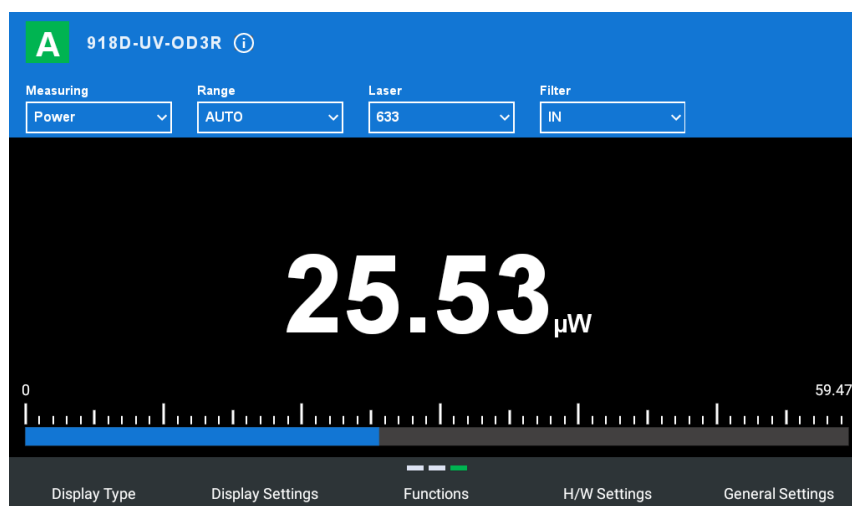 A 918D-UV-OD3R
Measuring Range Laser Filter
Power AUTO 633 IN
25.53 µW
0 59.47
Display Type Display Settings Functions H/W Settings General Settings